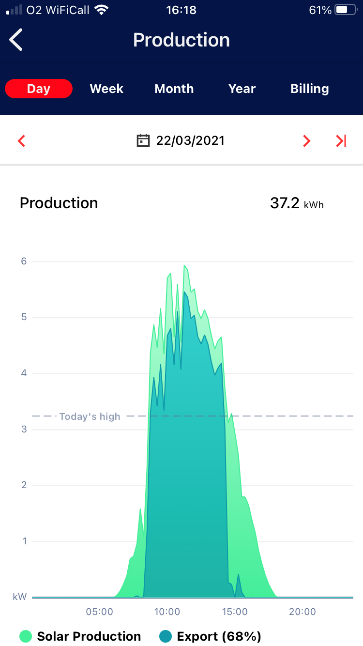 O2 WiFiCall 16:18 61%
Production
Day Week Month Year Billing
22/03/2021
Production 37.2 kWh
6
5
4
Today's high
3
2
1
kW
05:00 10:00 15:00 20:00
Solar Production Export (68%)